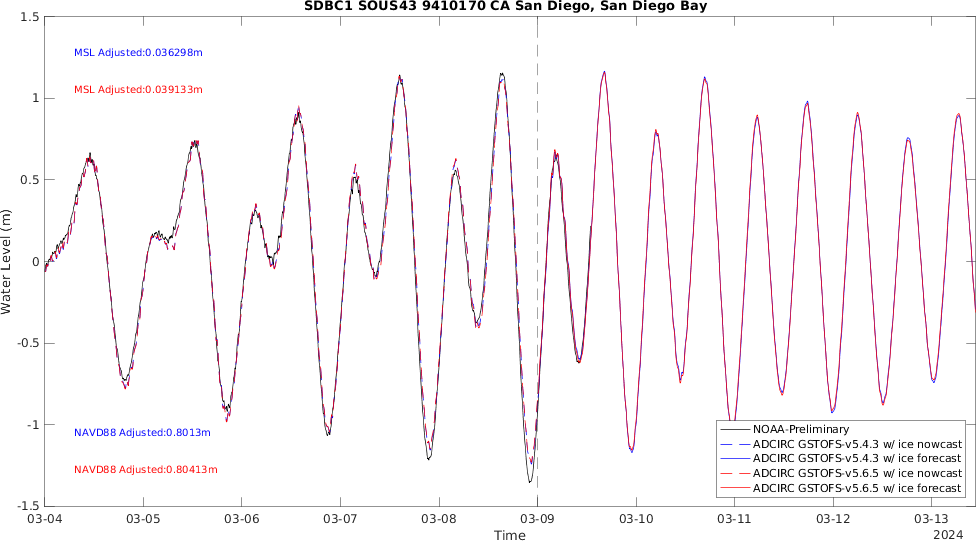 SDBC1 SOUS43 9410170 CA San Diego, San Diego Bay
1.5
MSL Adjusted:0.036298m
1
MSL Adjusted:0.039133m
0.5
Water Level (m)
0
-0.5
-1
NAVD88 Adjusted:0.8013m
NAVD88 Adjusted:0.80413m
-1.5
NOAA-Preliminary
ADCIRC GSTOFS-v5.4.3 w/ ice nowcast
ADCIRC GSTOFS-v5.4.3 w/ ice forecast
ADCIRC GSTOFS-v5.6.5 w/ ice nowcast
ADCIRC GSTOFS-v5.6.5 w/ ice forecast
03-04 03-05 03-06 03-07 03-08 03-09 03-10 03-11 03-12 03-13
Time
2024